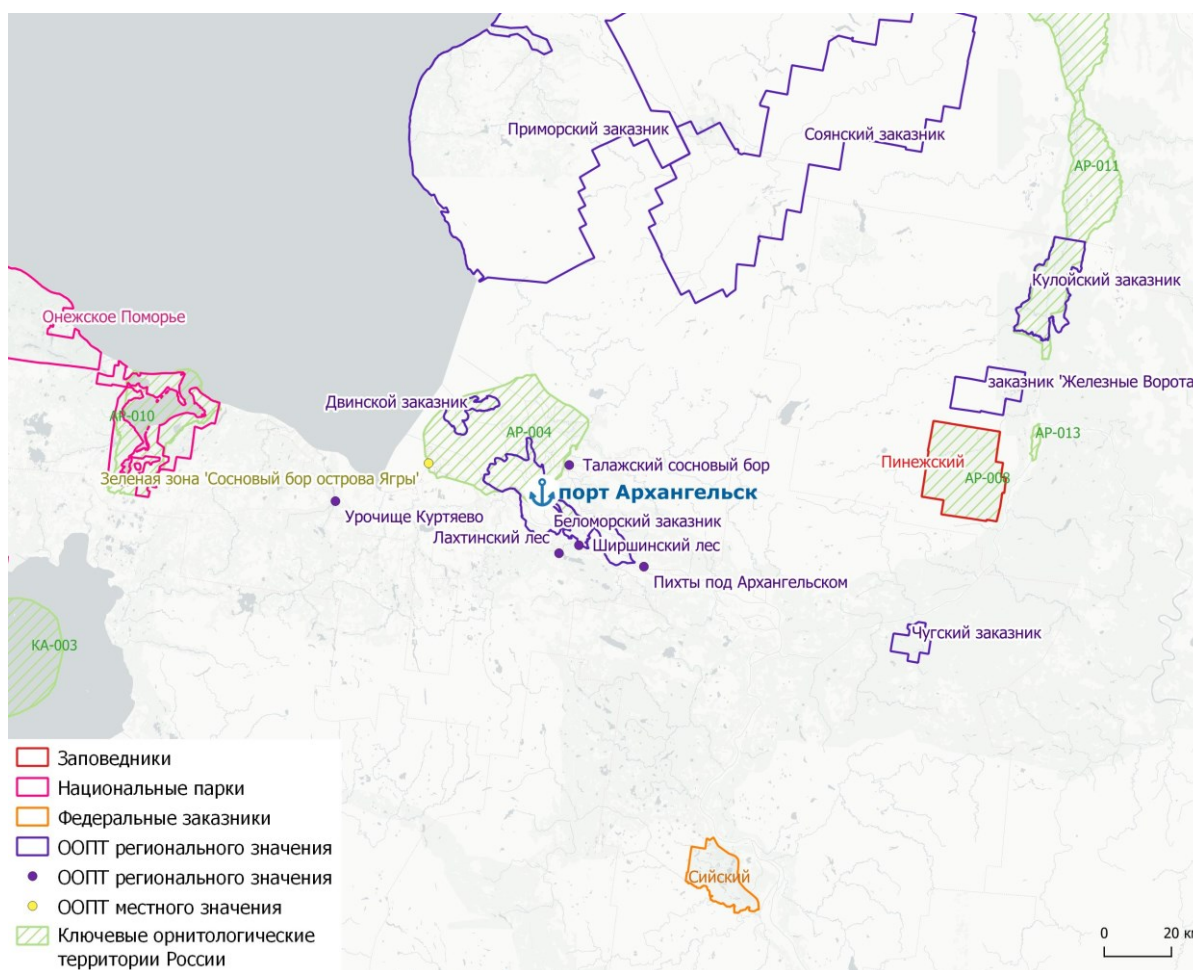 Приморский заказник
Соянский заказник
АР-011
Кулойский заказник
Онежское Поморье
заказник 'Железные Ворота
Двинской заказник
АР-010
АР-004
АР-013
Пинежский
Талажский сосновый бор
Зеленая зона 'Сосновый бор острова Ягры'
АР-008
порт Архангельск
Урочище Куртяево
Беломорский заказник
Лахтинский лес
Ширшинский лес
Пихты под Архангельском
Чугский заказник
КА-003
Сийский
Заповедники
Национальные парки
Федеральные заказники
ООПТ регионального значения
ООПТ регионального значения
ООПТ местного значения
Ключевые орнитологические
территории России
0 20 км